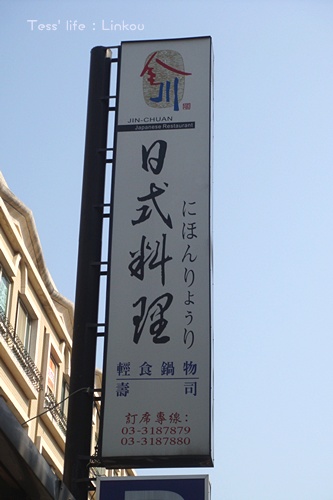 Tess' life : Linkou
金川
JIN-CHUAN
Japanese Restaurant
日式料理
にほんりょうり
輕食鍋物
壽司
訂席專線:
03-3187879
03-3187880